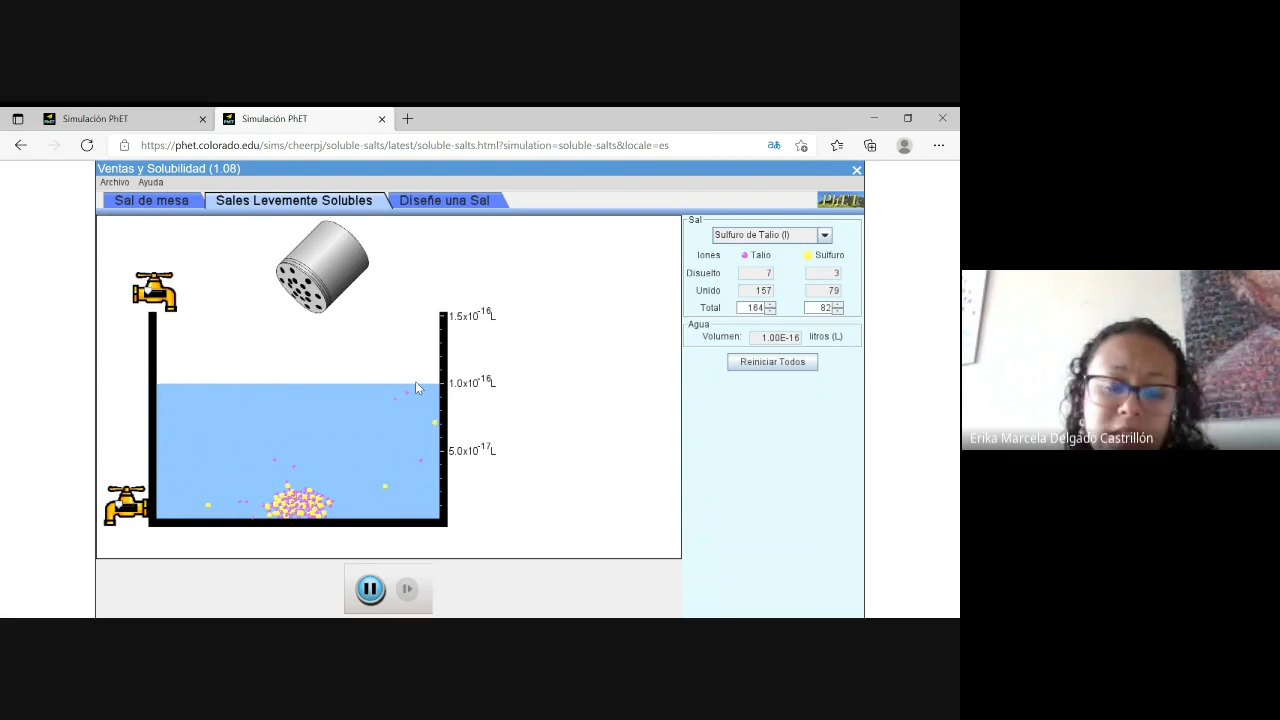 Simulación PhET
Simulación PhET
https://phet.colorado.edu/sims/cheerpj/soluble-salts/latest/soluble-salts.html?simulation=soluble-salts&locale=es
Ventas y Solubilidad (1.08)
Archivo Ayuda
Sal de mesa Sales Levemente Solubles Diseñe una Sal PhET
Sal
Sulfuro de Talio (I)
Iones Talio Sulfuro
Disuelto 7 3
Unido 157 79
Total 164 82
Agua
Volumen: 1.00E-16 litros (L)
Reiniciar Todos
1.5x10-16L
1.0x10-16L
5.0x10-17L
Erika Marcela Delgado Castrillón